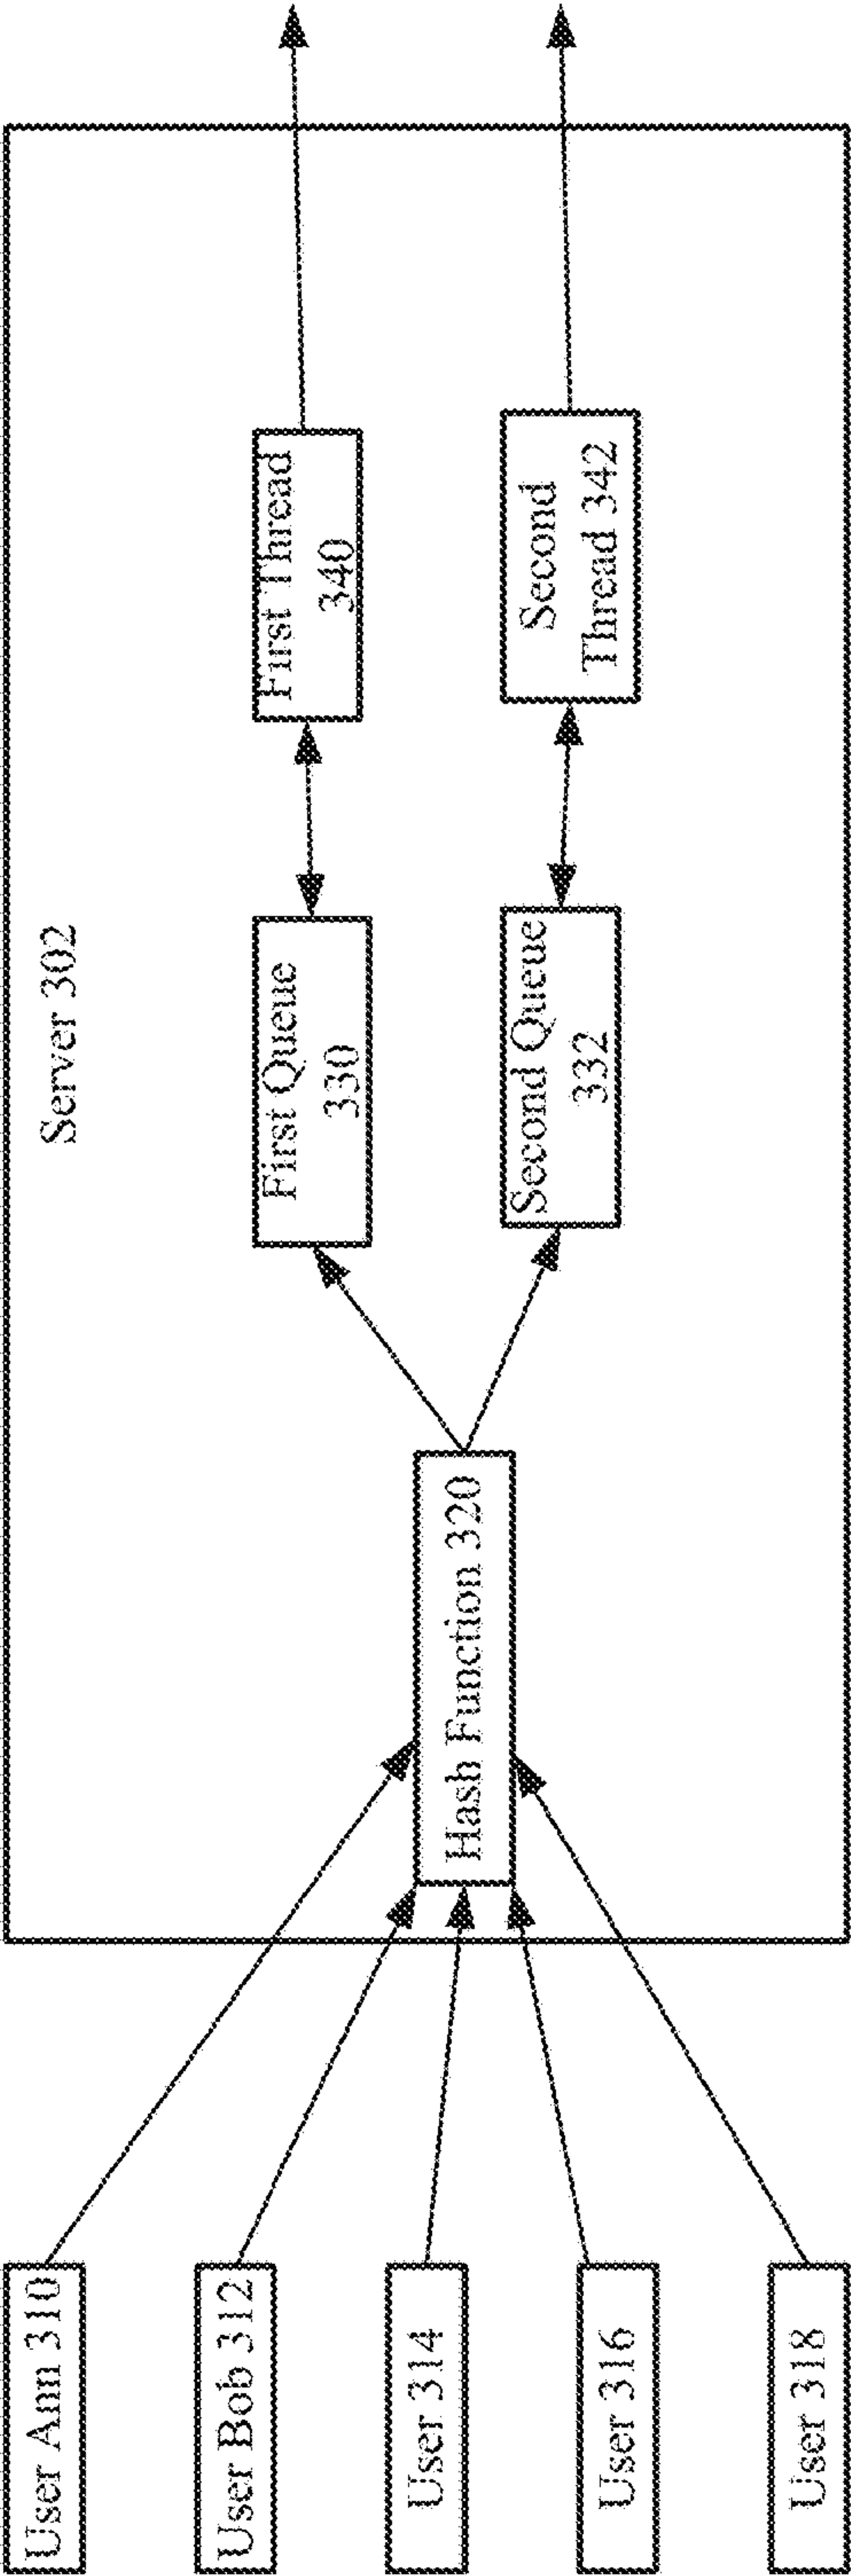 Server 302
User Ann 310
User Bob 312
User 314
User 316
User 318
Hash Function 320
First Queue
330
Second Queue
332
First Thread
340
Second
Thread 342